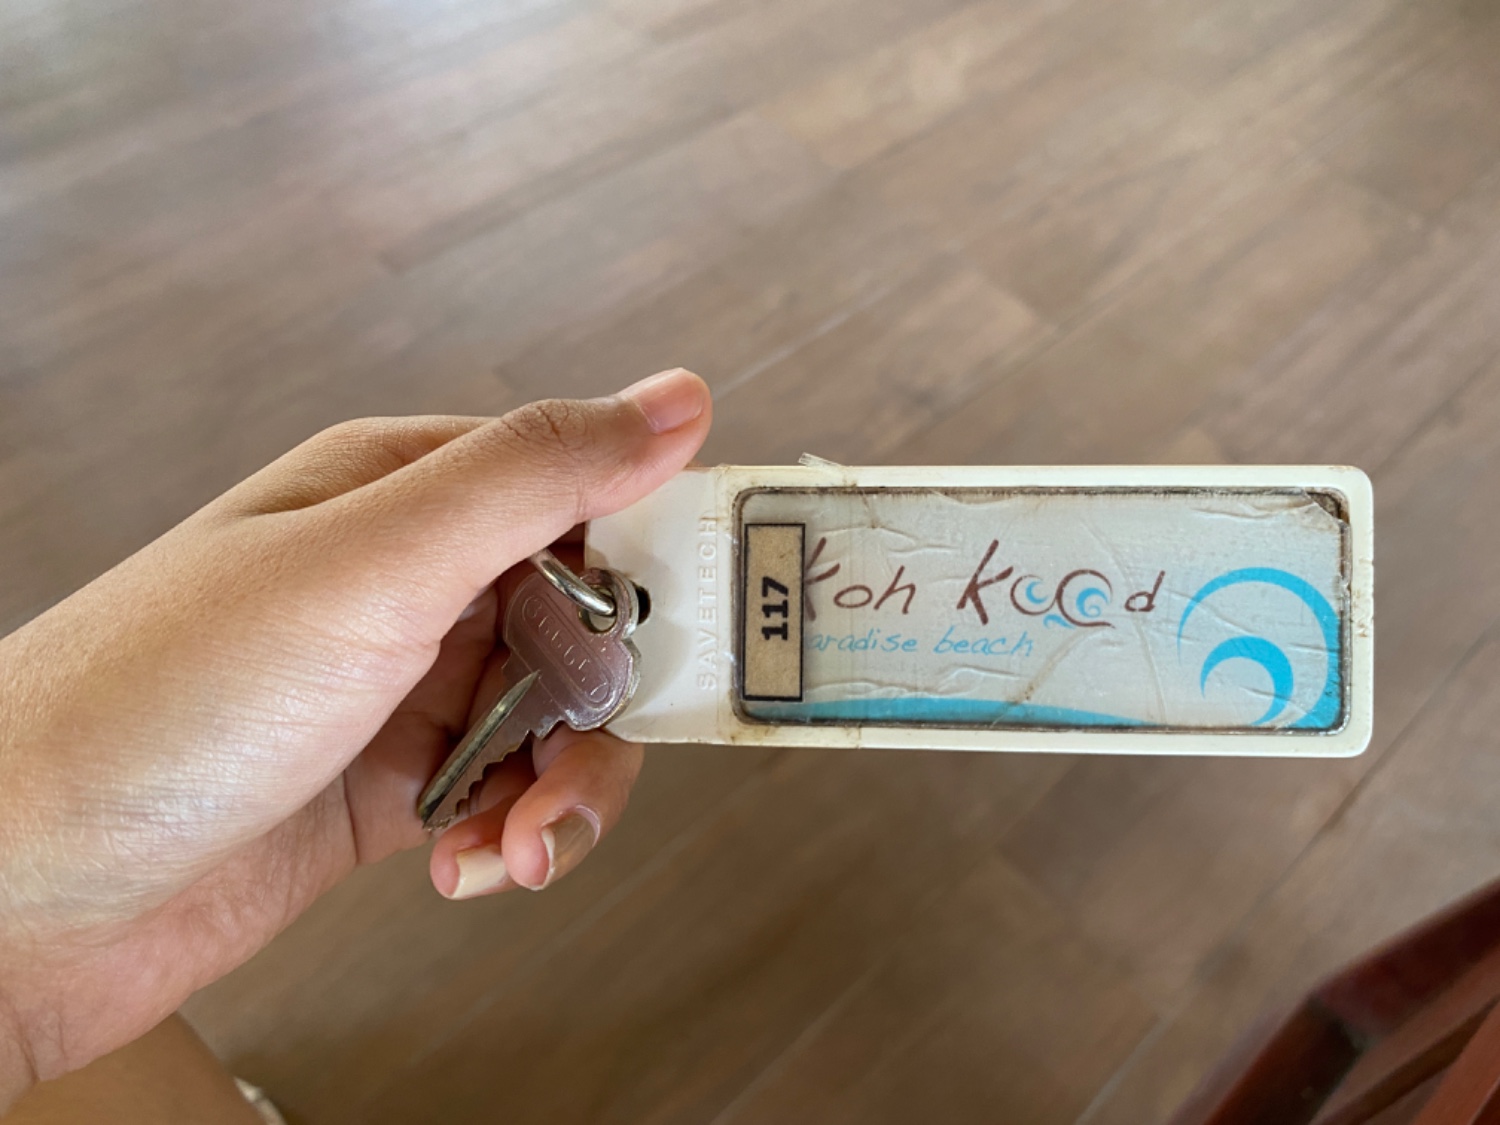 SAVETECH
117
Koh Kood
aradise beach